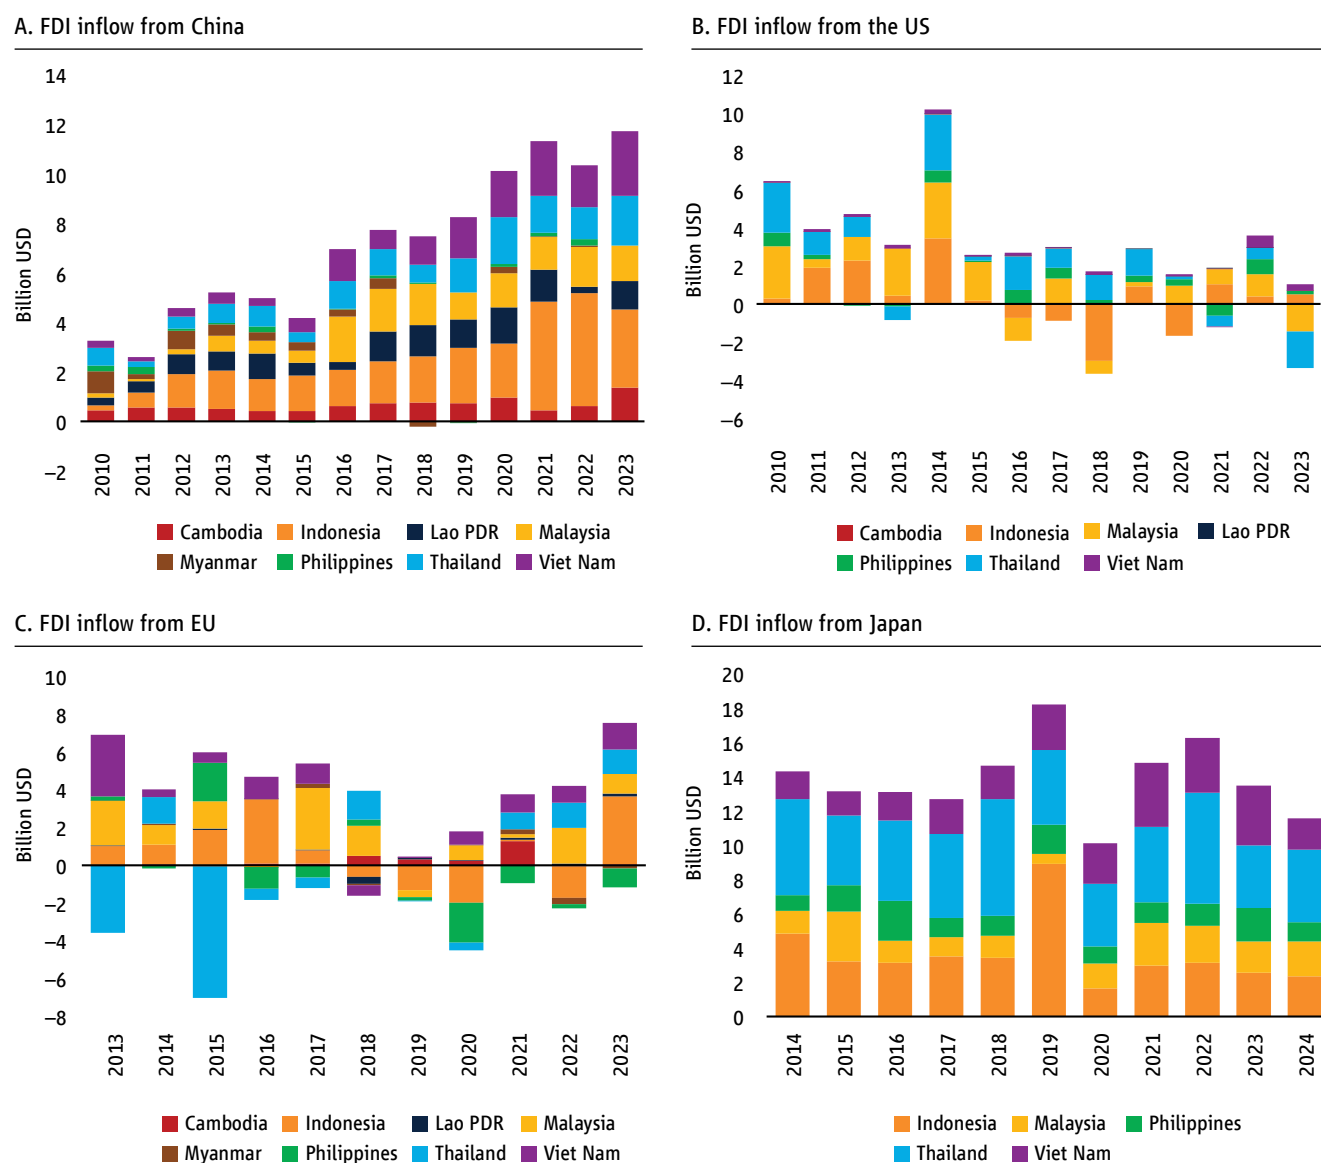 A. FDI inflow from China
Billion USD
14
12
10
8
6
4
2
0
−2
2010 2011 2012 2013 2014 2015 2016 2017 2018 2019 2020 2021 2022 2023
Cambodia Indonesia Lao PDR Malaysia
Myanmar Philippines Thailand Viet Nam
B. FDI inflow from the US
Billion USD
12
10
8
6
4
2
0
−2
−4
−6
2010 2011 2012 2013 2014 2015 2016 2017 2018 2019 2020 2021 2022 2023
Cambodia Indonesia Malaysia Lao PDR
Philippines Thailand Viet Nam
C. FDI inflow from EU
Billion USD
10
8
6
4
2
0
−2
−4
−6
−8
2013 2014 2015 2016 2017 2018 2019 2020 2021 2022 2023
Cambodia Indonesia Lao PDR Malaysia
Myanmar Philippines Thailand Viet Nam
D. FDI inflow from Japan
Billion USD
20
18
16
14
12
10
8
6
4
2
0
2014 2015 2016 2017 2018 2019 2020 2021 2022 2023 2024
Indonesia Malaysia Philippines
Thailand Viet Nam